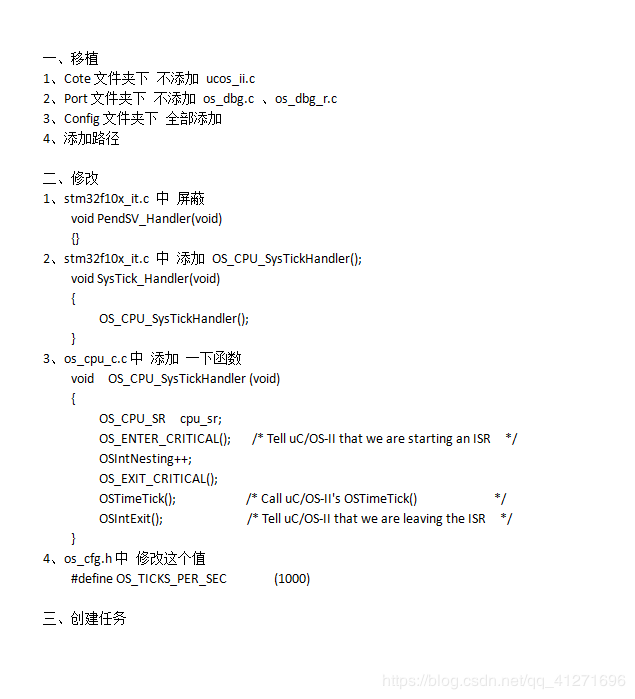 一、移植
1、Cote 文件夹下 不添加 ucos_ii.c
2、Port 文件夹下 不添加 os_dbg.c 、os_dbg_r.c
3、Config 文件夹下 全部添加
4、添加路径
二、修改
1、stm32f10x_it.c 中 屏蔽
void PendSV_Handler(void)
{}
2、stm32f10x_it.c 中 添加 OS_CPU_SysTickHandler();
void SysTick_Handler(void)
{
OS_CPU_SysTickHandler();
}
3、os_cpu_c.c 中 添加 一下函数
void OS_CPU_SysTickHandler (void)
{
OS_CPU_SR cpu_sr;
OS_ENTER_CRITICAL(); /* Tell uC/OS-II that we are starting an ISR */
OSIntNesting++;
OS_EXIT_CRITICAL();
OSTimeTick(); /* Call uC/OS-II's OSTimeTick() */
OSIntExit(); /* Tell uC/OS-II that we are leaving the ISR */
}
4、os_cfg.h 中 修改这个值
#define OS_TICKS_PER_SEC (1000)
三、创建任务
https://blog.csdn.net/qq_41271696